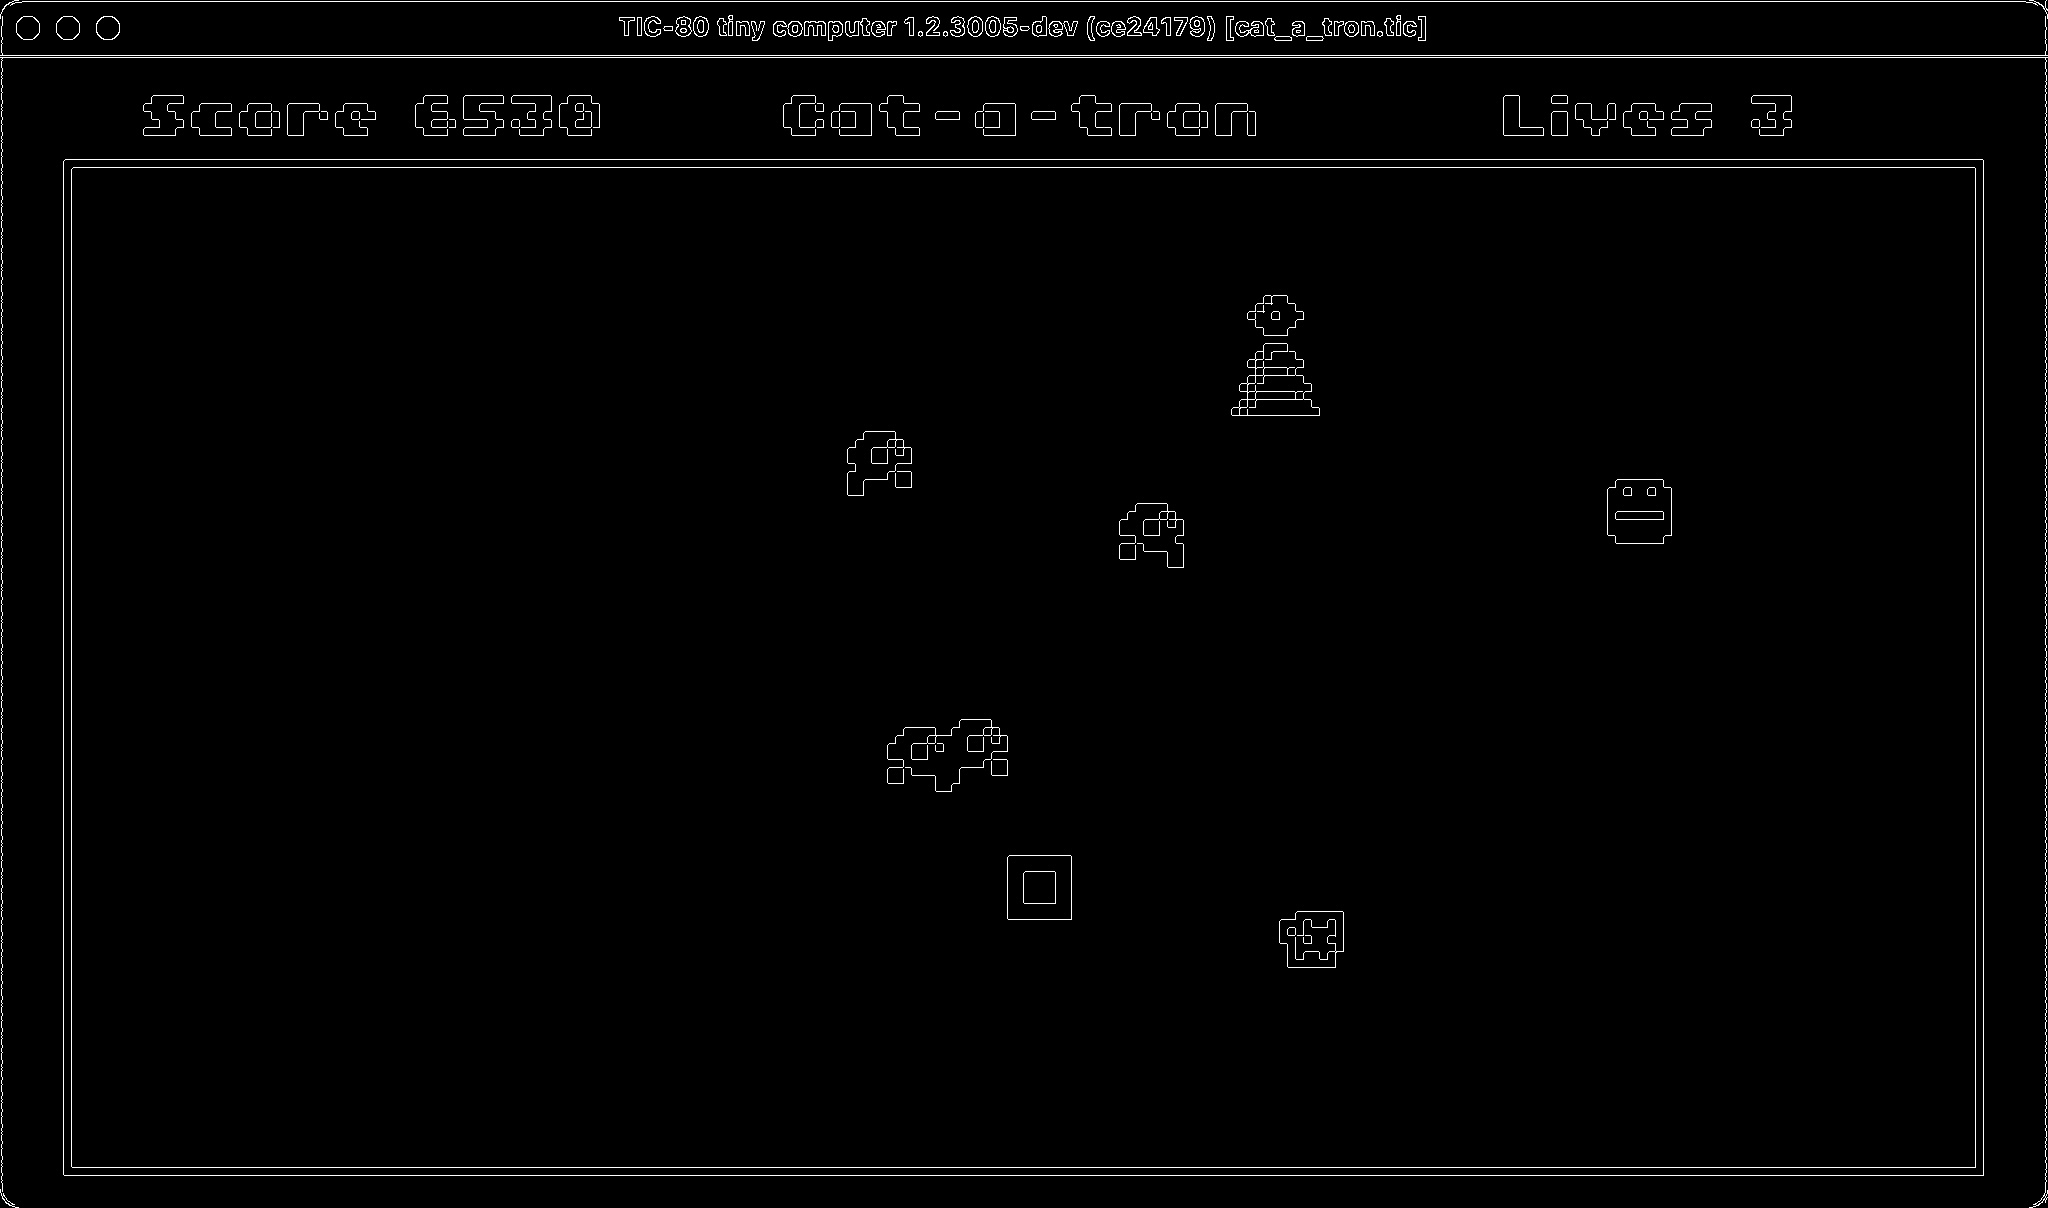 TIC-80 tiny computer 1.2.3005-dev (ce24179) [cat_a_tron.tic]
Score 6530 Cat-a-tron Lives 3